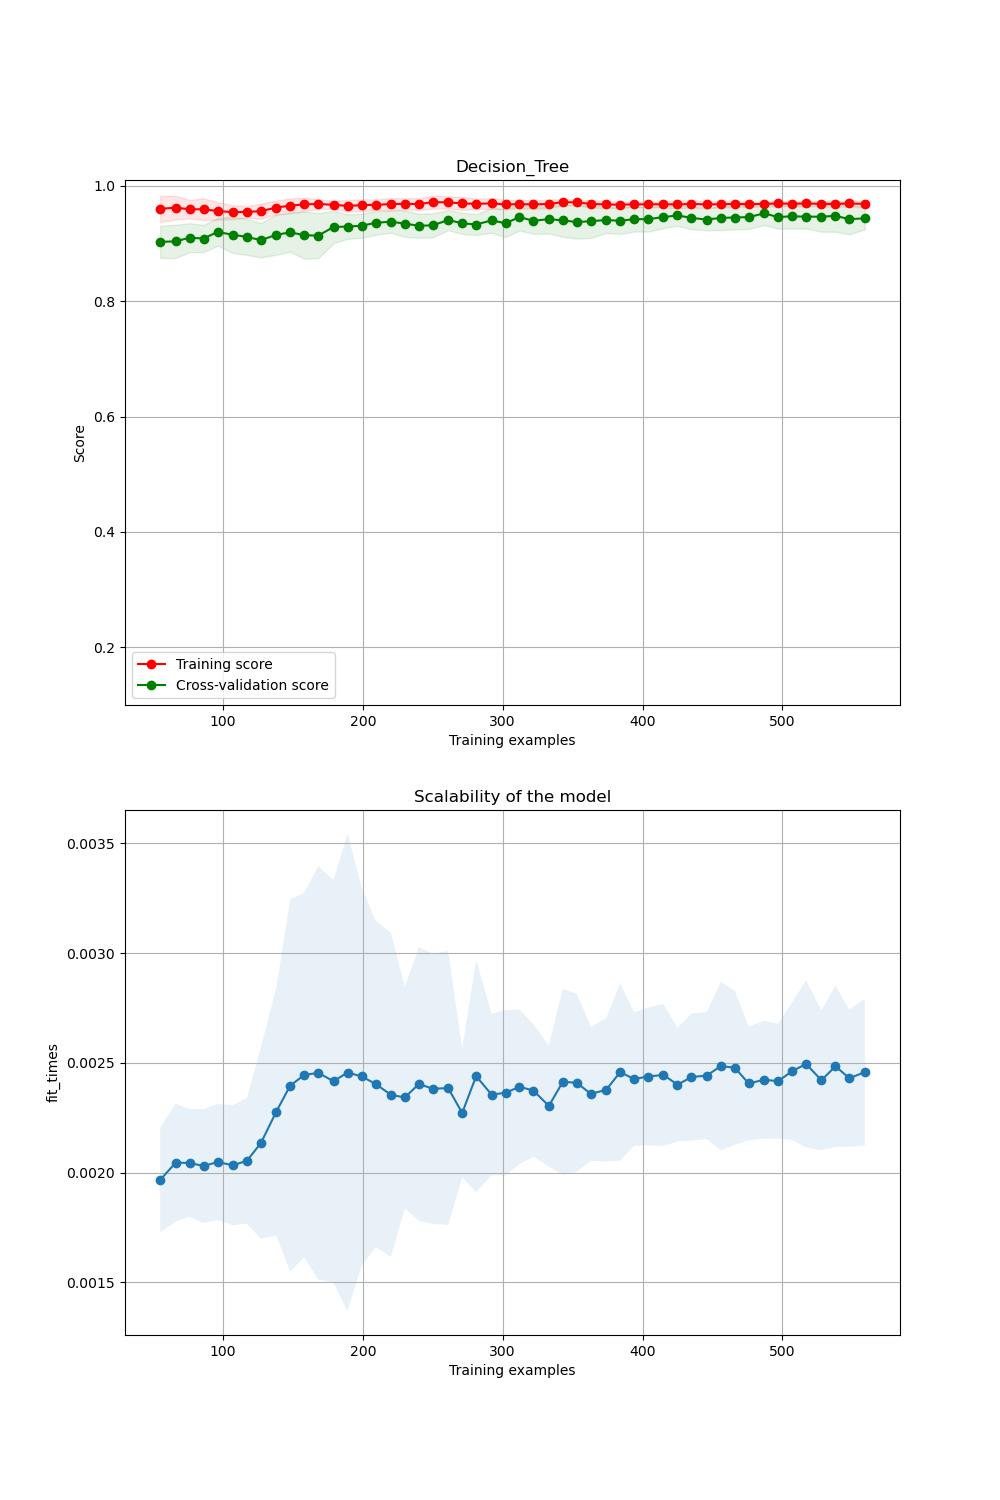 Decision_Tree
1.0
0.8
0.6
0.4
0.2
Score
Training score
Cross-validation score
100 200 300 400 500
Training examples
Scalability of the model
0.0035
0.0030
0.0025
0.0020
0.0015
fit_times
100 200 300 400 500
Training examples